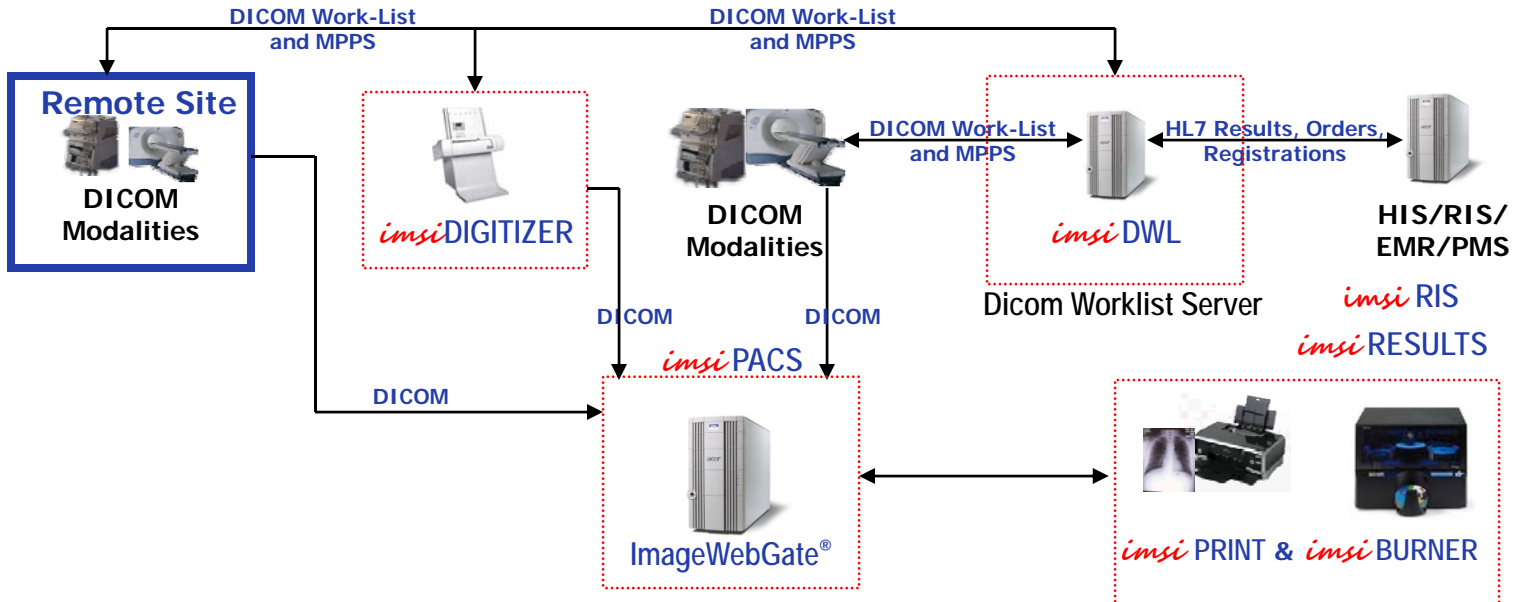 DICOM Work-List
and MPPS
DICOM Work-List
and MPPS
Remote Site
DICOM
Modalities
imsiDIGITIZER
DICOM
Modalities
DICOM Work-List
and MPPS
imsi DWL
HL7 Results, Orders,
Registrations
HIS/RIS/
EMR/PMS
Dicom Worklist Server
imsi RIS
imsi RESULTS
DICOM
DICOM
DICOM
imsi PACS
ImageWebGate®
imsi PRINT & imsi BURNER